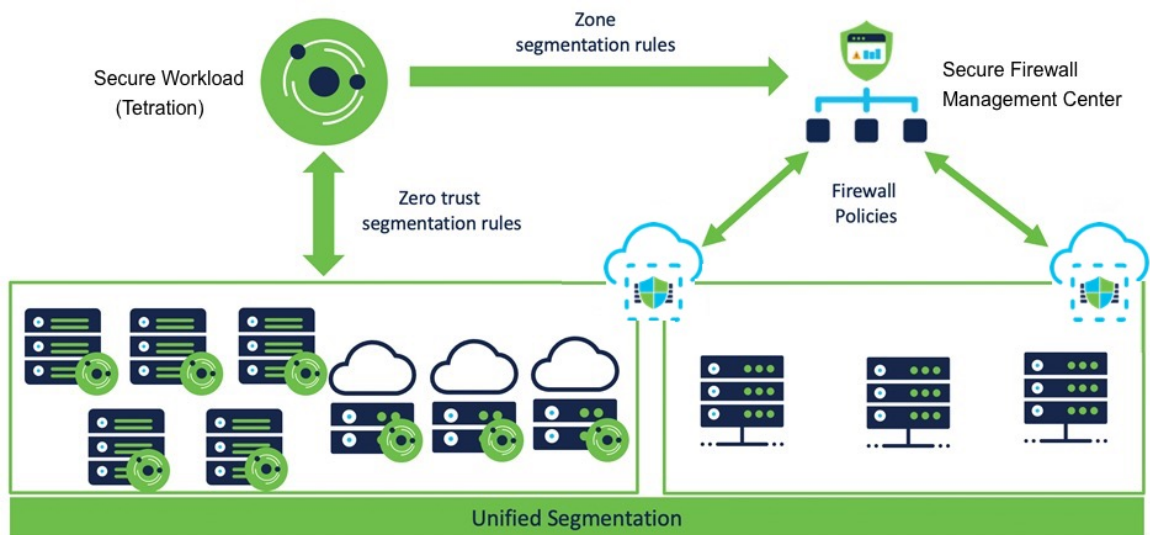 Zone
segmentation rules
Secure Workload
(Tetration)
Secure Firewall
Management Center
Zero trust
segmentation rules
Firewall
Policies
Unified Segmentation